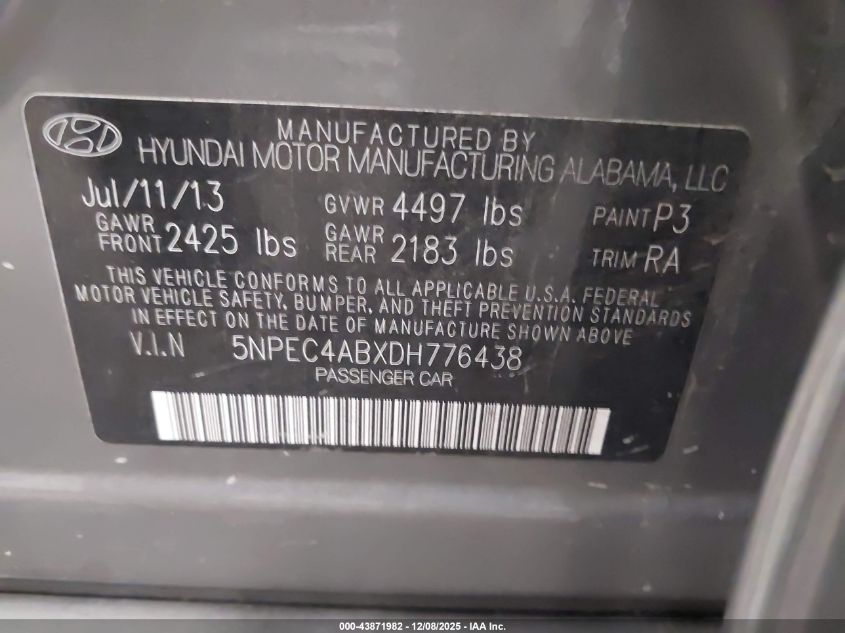 MANUFACTURED BY
HYUNDAI MOTOR MANUFACTURING ALABAMA, LLC
Jul/11/13 GVWR 4497 lbs PAINT P3
GAWR FRONT 2425 lbs GAWR REAR 2183 lbs TRIM RA
THIS VEHICLE CONFORMS TO ALL APPLICABLE U.S.A. FEDERAL
MOTOR VEHICLE SAFETY, BUMPER, AND THEFT PREVENTION STANDARDS
IN EFFECT ON THE DATE OF MANUFACTURE SHOWN ABOVE
V.I.N 5NPEC4ABXDH776438
PASSENGER CAR
000-43871982 - 12/08/2025 - IAA Inc.